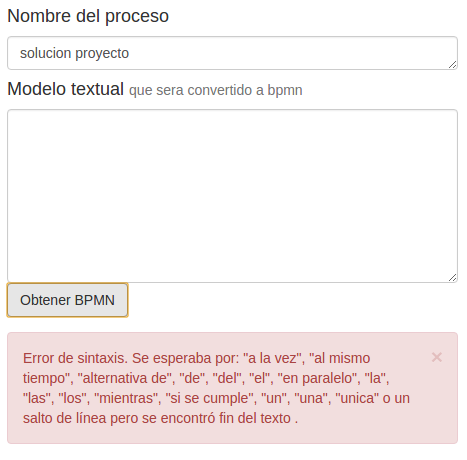 Nombre del proceso
solucion proyecto
Modelo textual que sera convertido a bpmn
Obtener BPMN
Error de sintaxis. Se esperaba por: "a la vez", "al mismo
tiempo", "alternativa de", "de", "del", "el", "en paralelo", "la",
"las", "los", "mientras", "si se cumple", "un", "una", "unica" o un
salto de línea pero se encontró fin del texto .
×